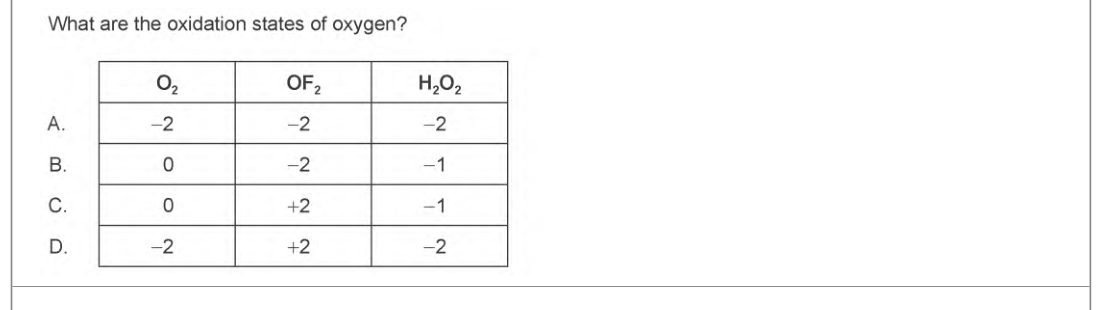 What are the oxidation states of oxygen?
O₂ OF₂ H₂O₂
A. −2 −2 −2
B. 0 −2 −1
C. 0 +2 −1
D. −2 +2 −2